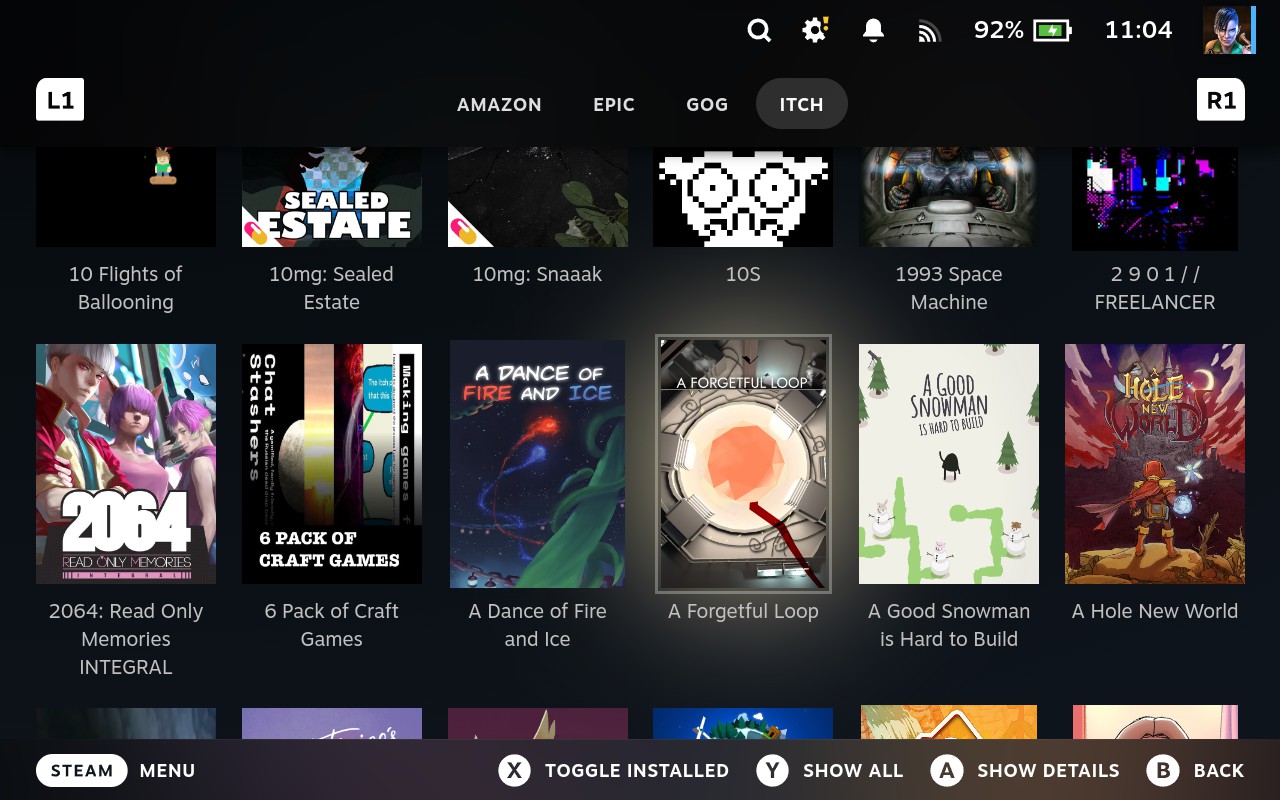 92%
11:04
L1
AMAZON
EPIC
GOG
ITCH
R1
SEALED
ESTATE
10 Flights of
Ballooning
10mg: Sealed
Estate
10mg: Snaaak
10S
1993 Space
Machine
2 9 0 1 / /
FREELANCER
2064
READ ONLY MEMORIES
INTEGRAL
Chat
Stashers
Making games f
6 PACK OF
CRAFT GAMES
A DANCE OF
FIRE AND ICE
A FORGETFUL LOOP
A GOOD
SNOWMAN
IS HARD TO BUILD
A
HOLE
NEW
WORLD
2064: Read Only
Memories
INTEGRAL
6 Pack of Craft
Games
A Dance of Fire
and Ice
A Forgetful Loop
A Good Snowman
is Hard to Build
A Hole New World
STEAM
MENU
X
TOGGLE INSTALLED
Y
SHOW ALL
A
SHOW DETAILS
B
BACK